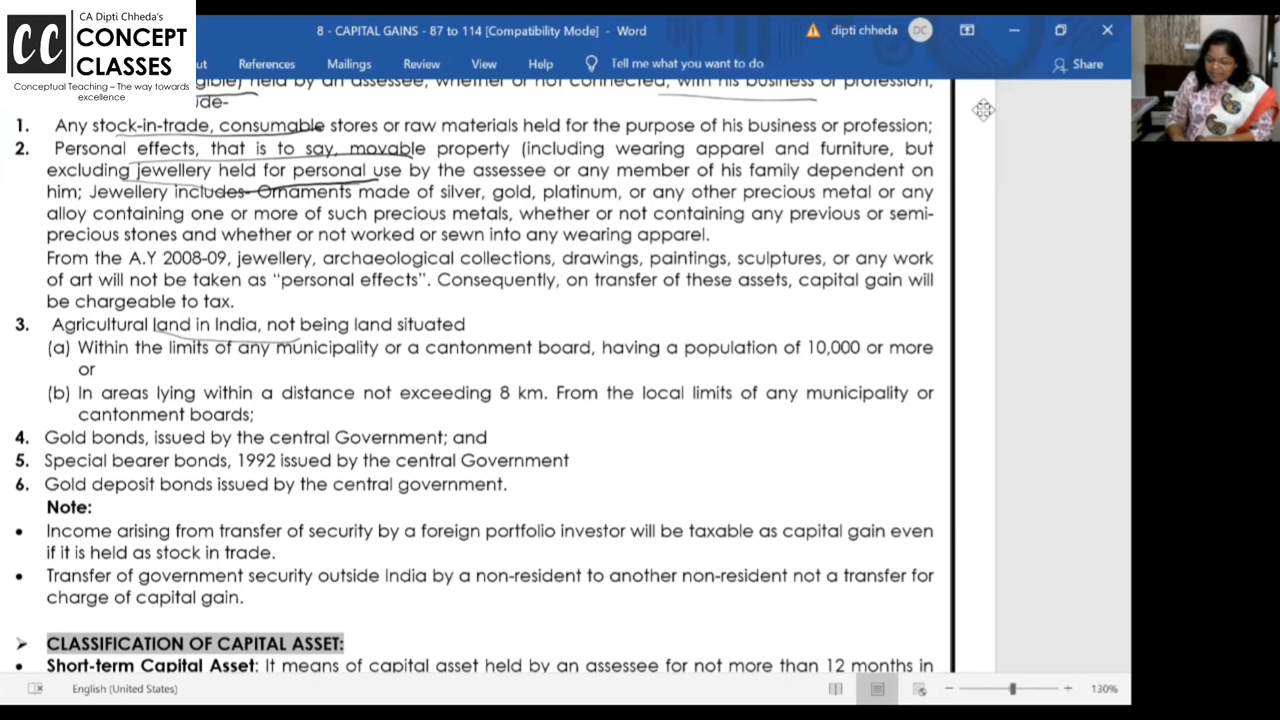 CA Dipti Chheda's
CC CONCEPT
CLASSES
Conceptual Teaching – The way towards
excellence
8 - CAPITAL GAINS - 87 to 114 [Compatibility Mode] - Word
dipti chheda DC
ut References Mailings Review View Help Tell me what you want to do Share
gible) held by an assessee, whether or not connected, with his business or profession,
ude-
1. Any stock-in-trade, consumable stores or raw materials held for the purpose of his business or profession;
2. Personal effects, that is to say, movable property (including wearing apparel and furniture, but
excluding jewellery held for personal use by the assessee or any member of his family dependent on
him; Jewellery includes- Ornaments made of silver, gold, platinum, or any other precious metal or any
alloy containing one or more of such precious metals, whether or not containing any previous or semi-
precious stones and whether or not worked or sewn into any wearing apparel.
From the A.Y 2008-09, jewellery, archaeological collections, drawings, paintings, sculptures, or any work
of art will not be taken as "personal effects". Consequently, on transfer of these assets, capital gain will
be chargeable to tax.
3. Agricultural land in India, not being land situated
(a) Within the limits of any municipality or a cantonment board, having a population of 10,000 or more
or
(b) In areas lying within a distance not exceeding 8 km. From the local limits of any municipality or
cantonment boards;
4. Gold bonds, issued by the central Government; and
5. Special bearer bonds, 1992 issued by the central Government
6. Gold deposit bonds issued by the central government.
Note:
• Income arising from transfer of security by a foreign portfolio investor will be taxable as capital gain even
if it is held as stock in trade.
• Transfer of government security outside India by a non-resident to another non-resident not a transfer for
charge of capital gain.
➢ CLASSIFICATION OF CAPITAL ASSET:
• Short-term Capital Asset: It means of capital asset held by an assessee for not more than 12 months in
English (United States) 130%